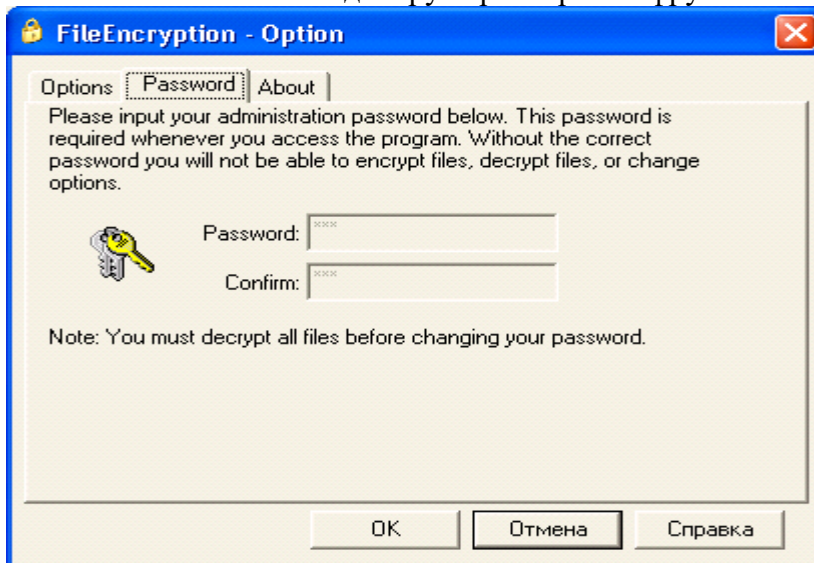 FileEncryption - Option
Options Password About
Please input your administration password below. This password is
required whenever you access the program. Without the correct
password you will not be able to encrypt files, decrypt files, or change
options.
Password: ***
Confirm: ***
Note: You must decrypt all files before changing your password.
OK Отмена Справка